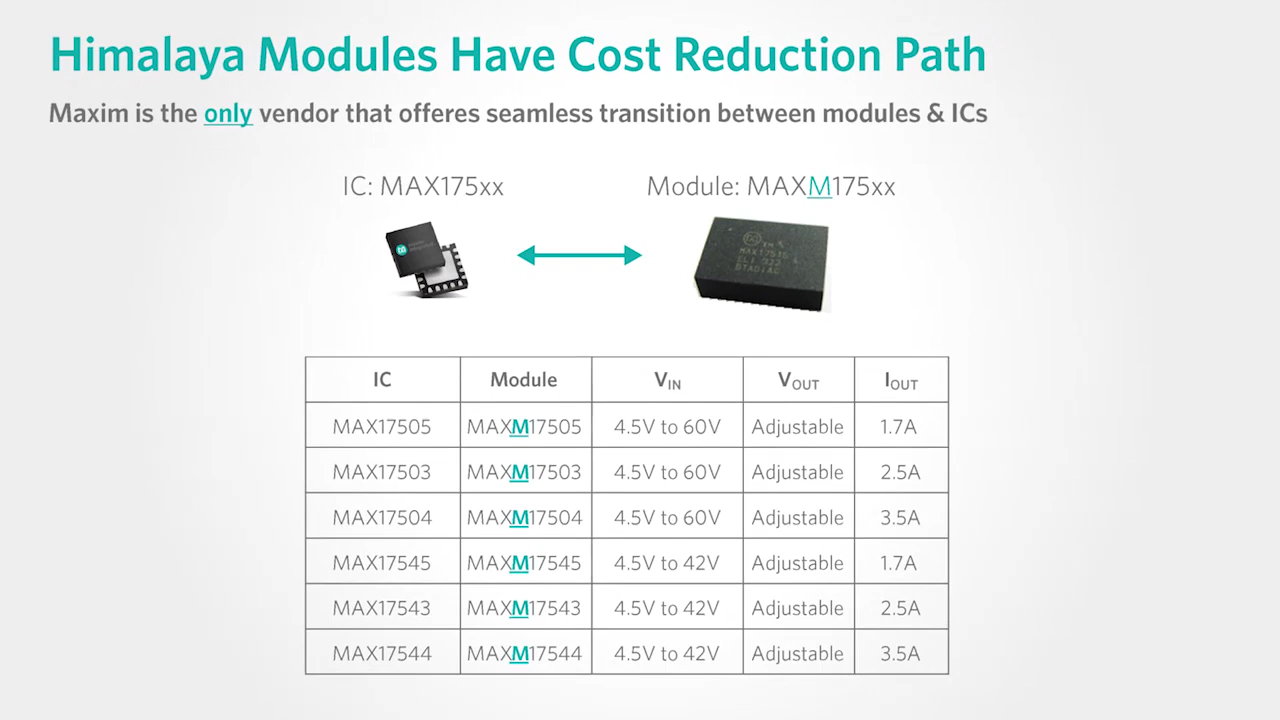 Himalaya Modules Have Cost Reduction Path
Maxim is the only vendor that offeres seamless transition between modules & ICs
IC: MAX175xx
Module: MAXM175xx
IC Module VIN VOUT IOUT
MAX17505 MAXM17505 4.5V to 60V Adjustable 1.7A
MAX17503 MAXM17503 4.5V to 60V Adjustable 2.5A
MAX17504 MAXM17504 4.5V to 60V Adjustable 3.5A
MAX17545 MAXM17545 4.5V to 42V Adjustable 1.7A
MAX17543 MAXM17543 4.5V to 42V Adjustable 2.5A
MAX17544 MAXM17544 4.5V to 42V Adjustable 3.5A